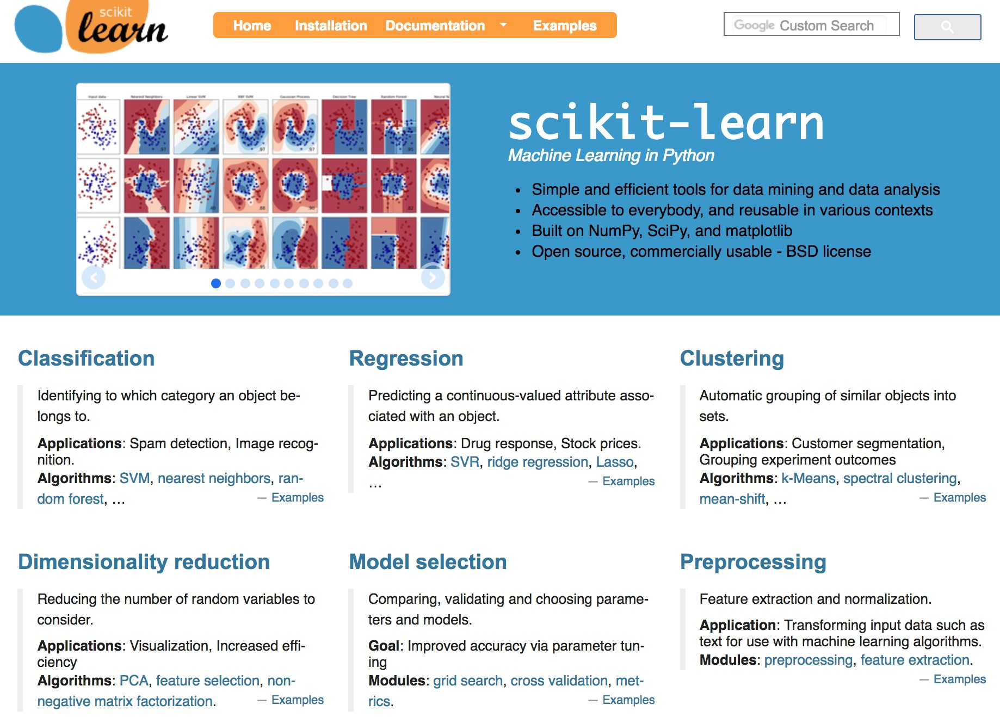 scikit
learn
Home Installation Documentation Examples
Google Custom Search
Input data Nearest Neighbors Linear SVM RBF SVM Gaussian Process Decision Tree Random Forest
.97 .97 .97 .95 .95
.88 .90 .78 .82
scikit-learn
Machine Learning in Python
• Simple and efficient tools for data mining and data analysis
• Accessible to everybody, and reusable in various contexts
• Built on NumPy, SciPy, and matplotlib
• Open source, commercially usable - BSD license
Classification
Identifying to which category an object be-
longs to.
Applications: Spam detection, Image recog-
nition.
Algorithms: SVM, nearest neighbors, ran-
dom forest, …
— Examples
Regression
Predicting a continuous-valued attribute asso-
ciated with an object.
Applications: Drug response, Stock prices.
Algorithms: SVR, ridge regression, Lasso,
…
— Examples
Clustering
Automatic grouping of similar objects into
sets.
Applications: Customer segmentation,
Grouping experiment outcomes
Algorithms: k-Means, spectral clustering,
mean-shift, …
— Examples
Dimensionality reduction
Reducing the number of random variables to
consider.
Applications: Visualization, Increased effi-
ciency
Algorithms: PCA, feature selection, non-
negative matrix factorization.
— Examples
Model selection
Comparing, validating and choosing parame-
ters and models.
Goal: Improved accuracy via parameter tun-
ing
Modules: grid search, cross validation, met-
rics.
— Examples
Preprocessing
Feature extraction and normalization.
Application: Transforming input data such as
text for use with machine learning algorithms.
Modules: preprocessing, feature extraction.
— Examples